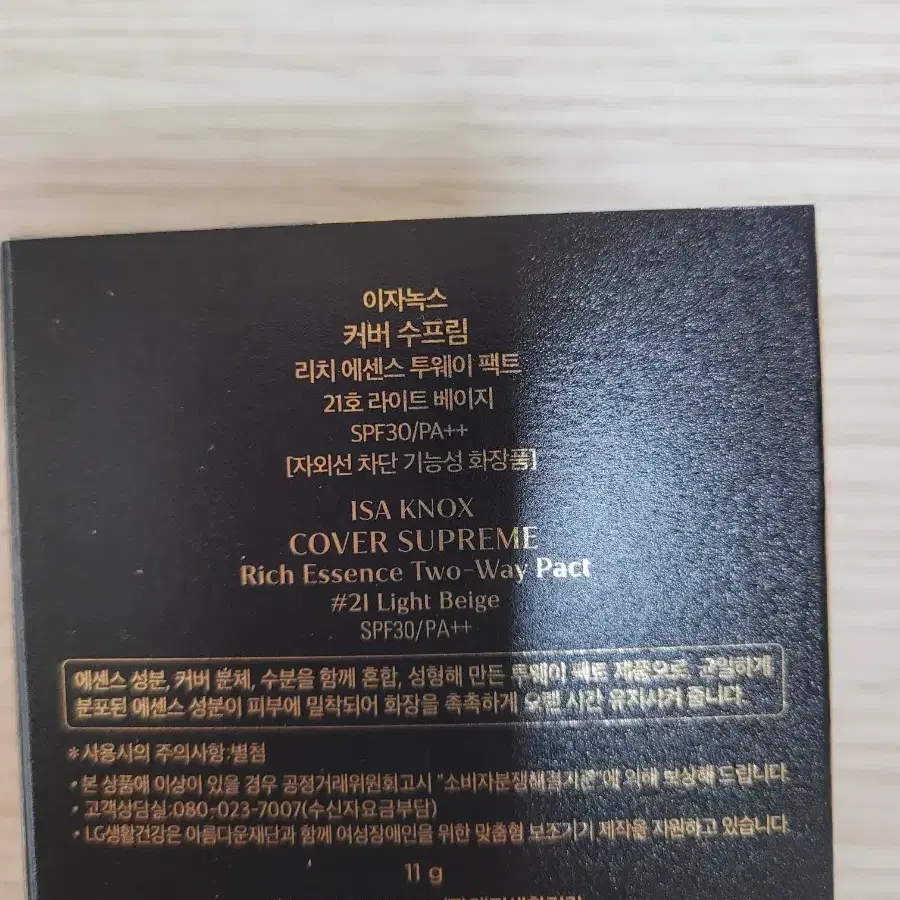 이자녹스
커버 수프림
리치 에센스 투웨이 팩트
21호 라이트 베이지
SPF30/PA++
[자외선 차단 기능성 화장품]
ISA KNOX
COVER SUPREME
Rich Essence Two-Way Pact
#21 Light Beige
SPF30/PA++
에센스 성분, 커버 분체, 수분을 함께 혼합, 성형해 만든 투웨이 팩트 제품으로, 균일하게
분포된 에센스 성분이 피부에 밀착되어 화장을 촉촉하게 오랜 시간 유지시켜 줍니다.
*사용시의 주의사항:별첨
• 본 상품에 이상이 있을 경우 공정거래위원회고시 "소비자분쟁해결기준"에 의해 보상해 드립니다.
• 고객상담실:080-023-7007(수신자요금부담)
• LG생활건강은 아름다운재단과 함께 여성장애인을 위한 맞춤형 보조기기 제작을 지원하고 있습니다.
11 g